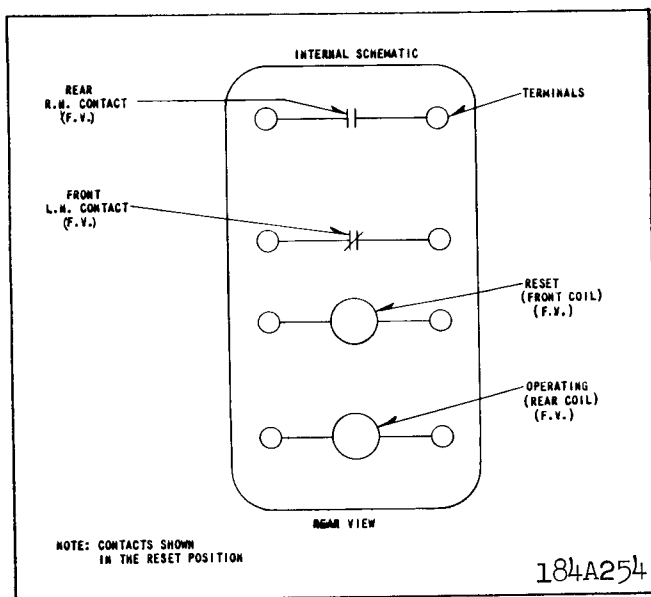 INTERNAL SCHEMATIC
REAR
R.H. CONTACT
(F.V.)
TERMINALS
FRONT
L.H. CONTACT
(F.V.)
RESET
(FRONT COIL)
(F.V.)
OPERATING
(REAR COIL)
(F.V.)
REAR VIEW
NOTE: CONTACTS SHOWN
IN THE RESET POSITION
184A254